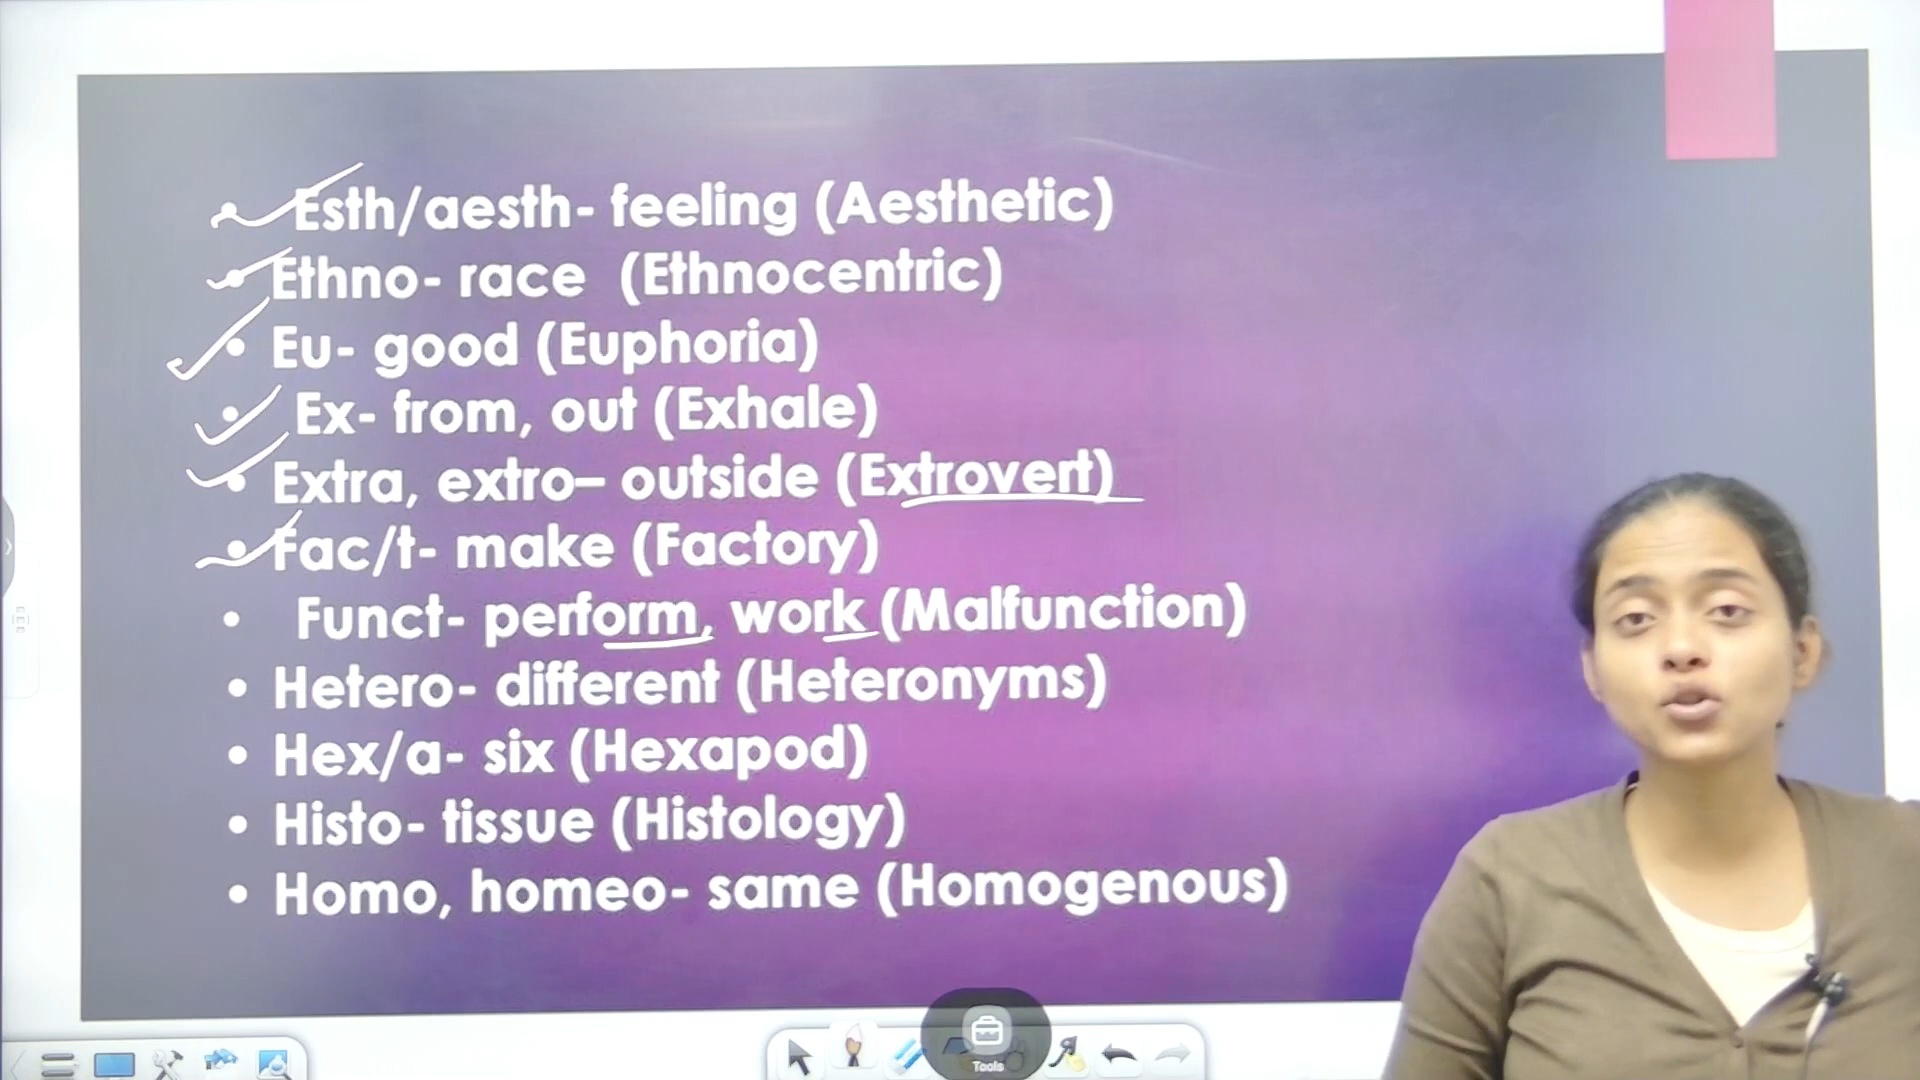 • Esth/aesth- feeling (Aesthetic)
• Ethno- race (Ethnocentric)
• Eu- good (Euphoria)
• Ex- from, out (Exhale)
• Extra, extro– outside (Extrovert)
• Fac/t- make (Factory)
• Funct- perform, work (Malfunction)
• Hetero- different (Heteronyms)
• Hex/a- six (Hexapod)
• Histo- tissue (Histology)
• Homo, homeo- same (Homogenous)
Tools